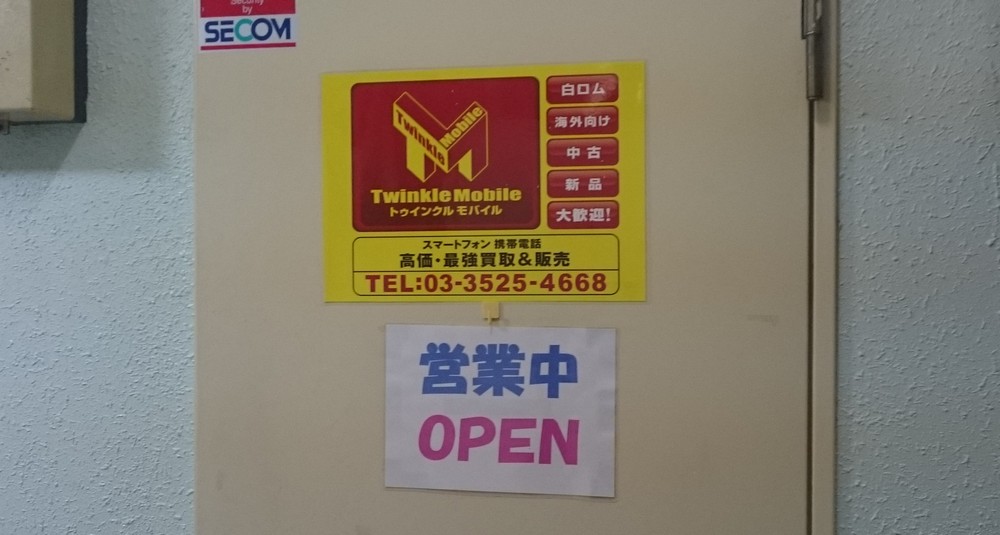 Security
by
SECOM
Twinkle Mobile
Twinkle Mobile
トゥインクル モバイル
白ロム
海外向け
中古
新品
大歓迎!
スマートフォン 携帯電話
高価・最強買取&販売
TEL:03-3525-4668
営業中
OPEN